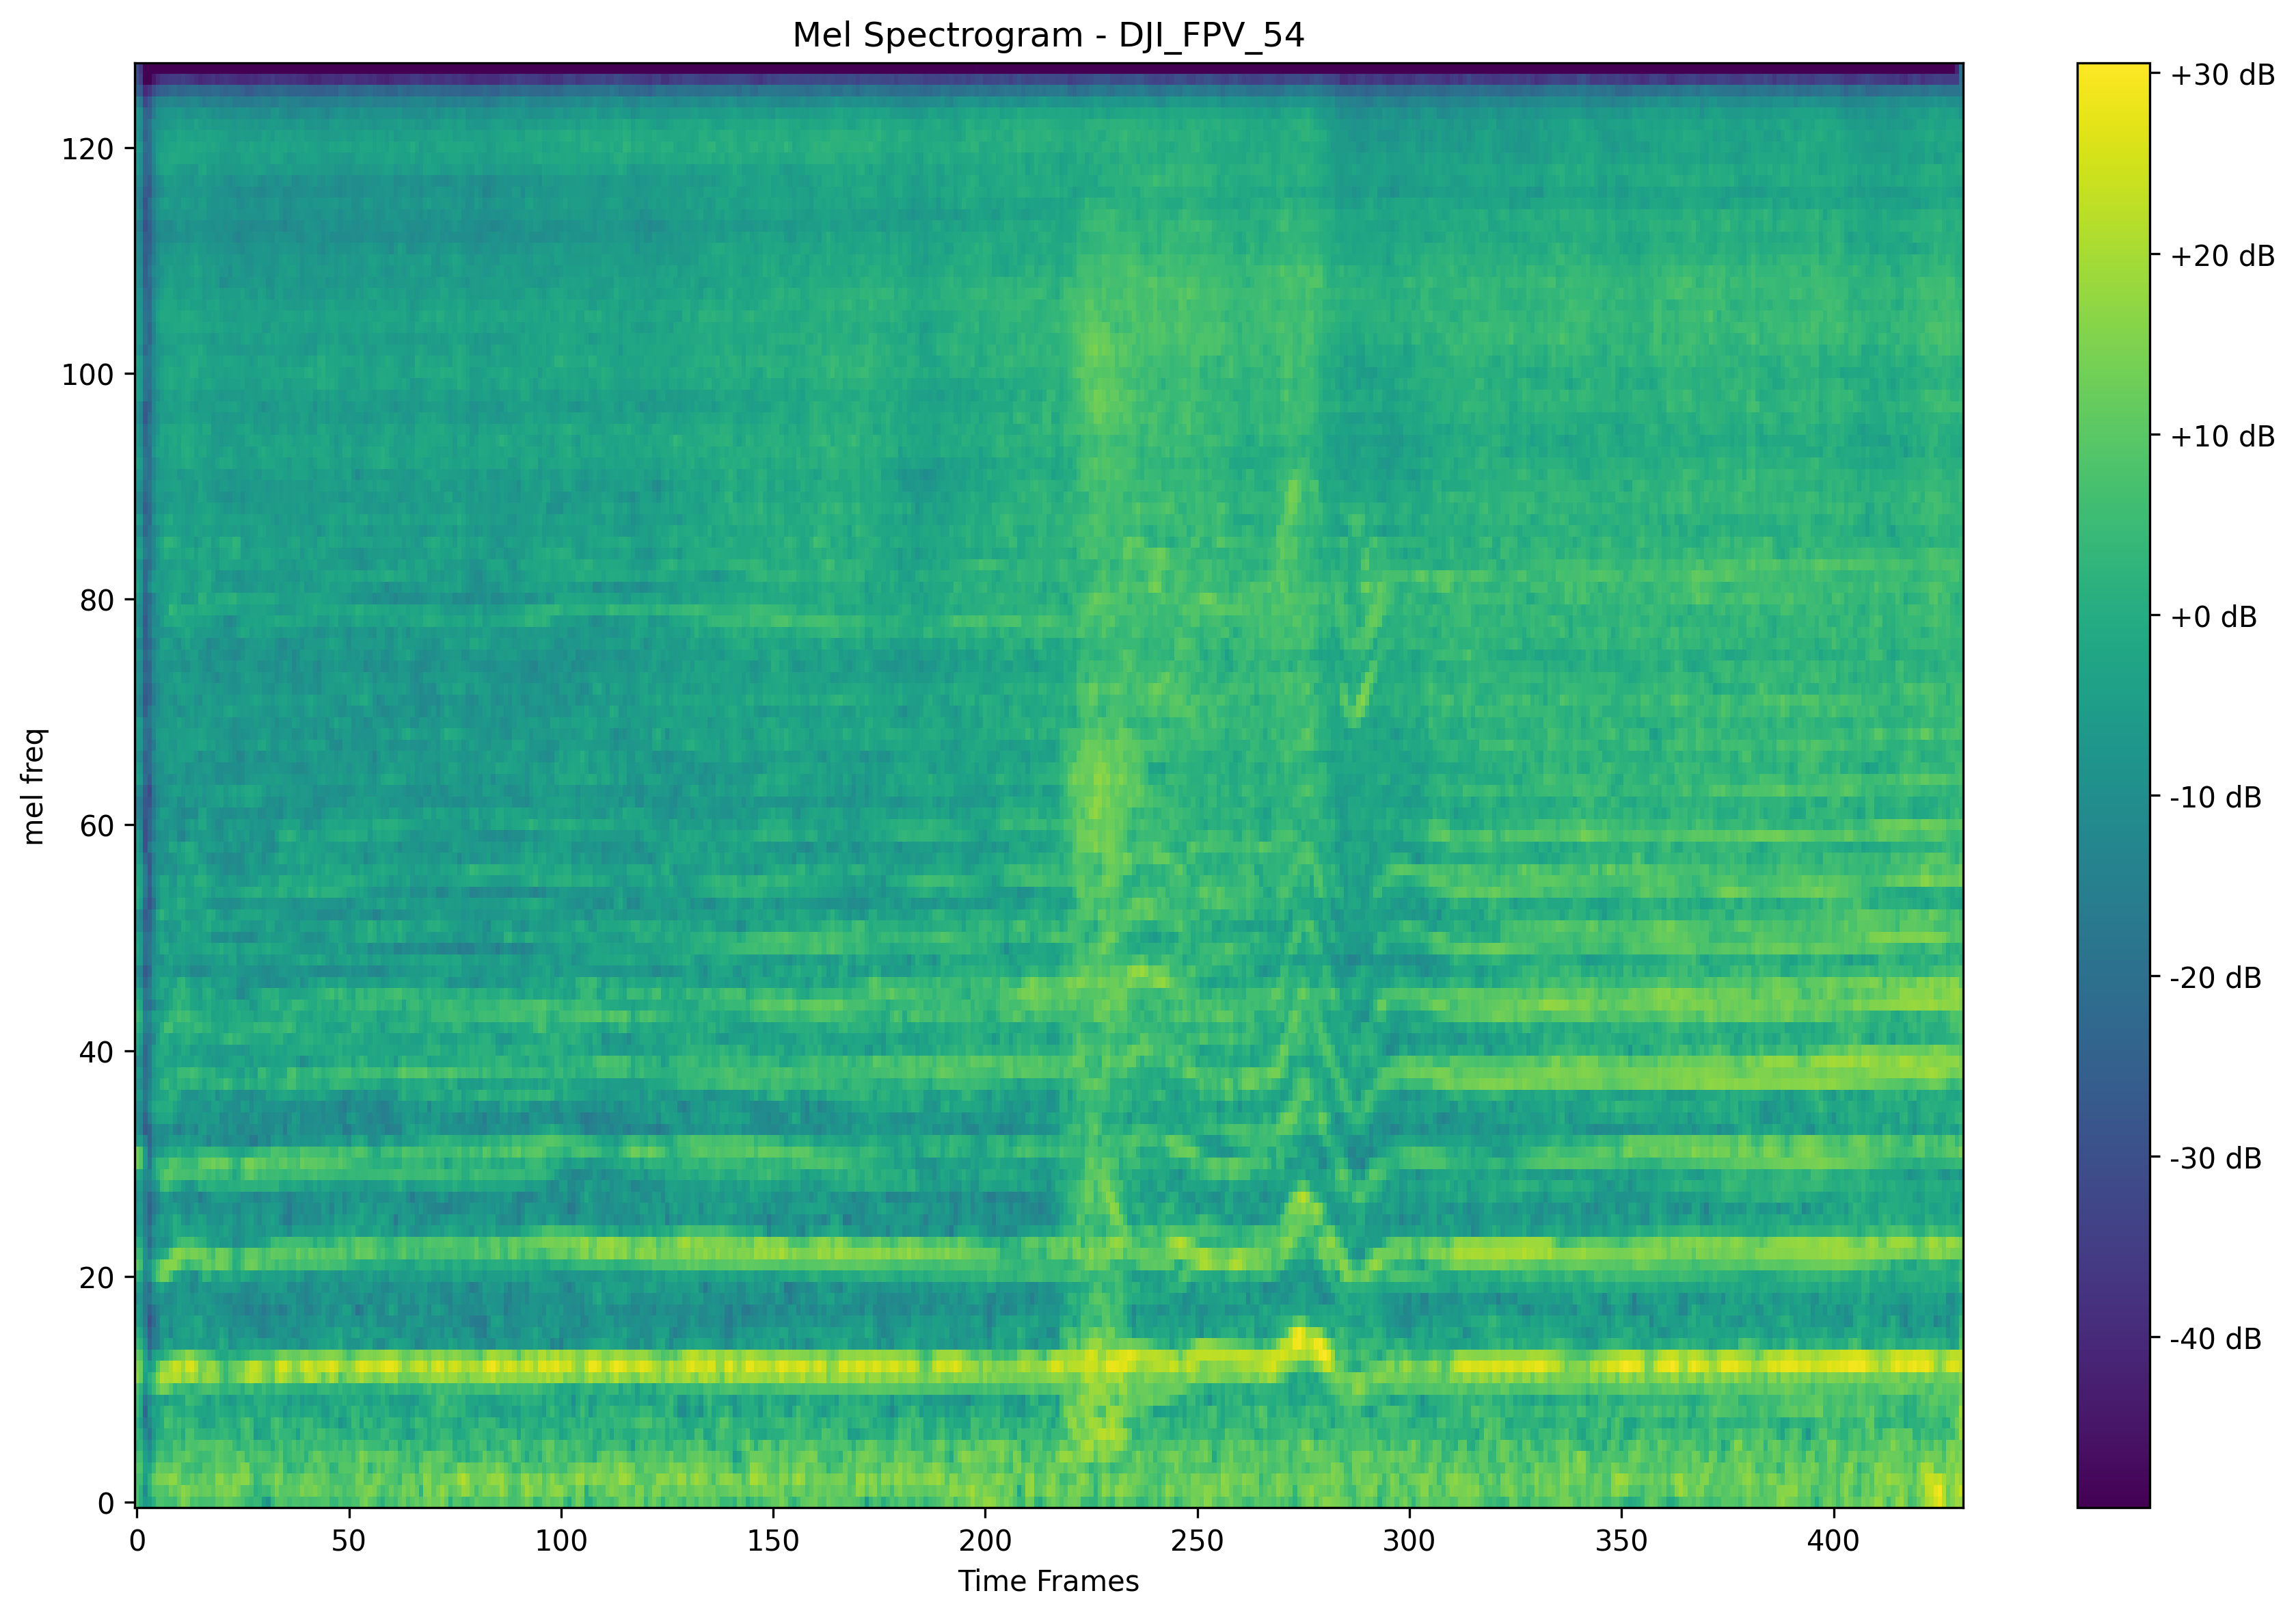 Mel Spectrogram - DJI_FPV_54
+30 dB
120
+20 dB
100
+10 dB
80
+0 dB
mel freq
60
-10 dB
-20 dB
40
-30 dB
20
-40 dB
0
0 50 100 150 200 250 300 350 400
Time Frames